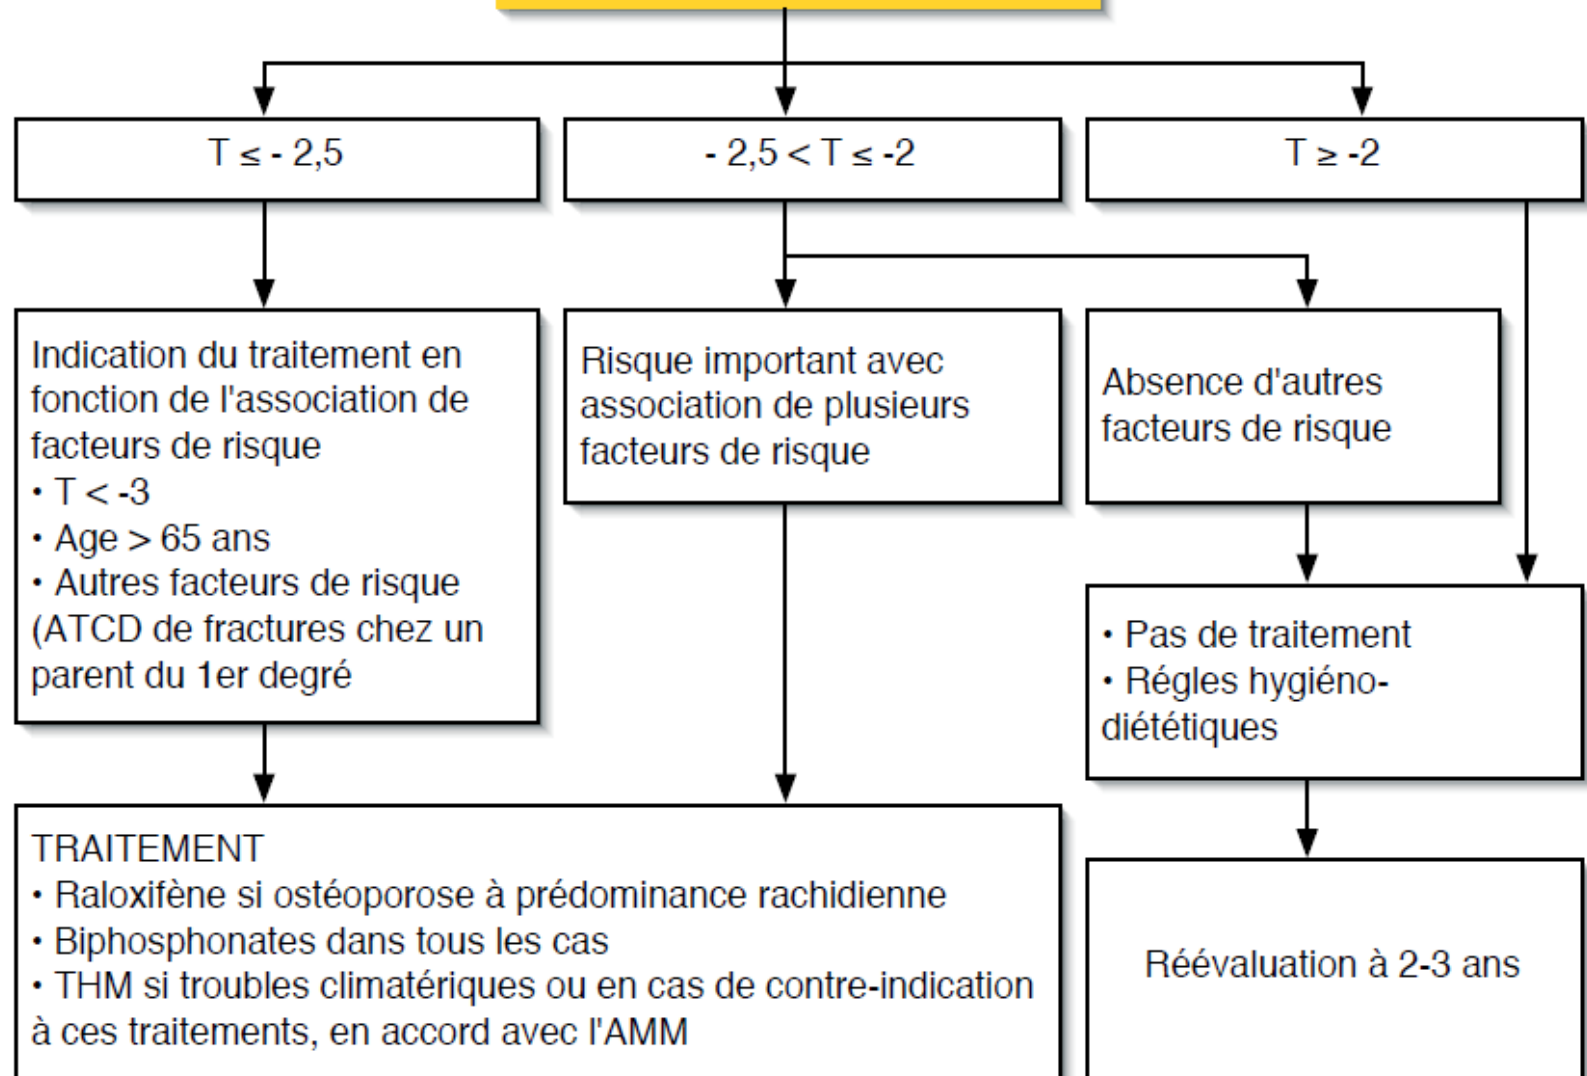 T ≤ - 2,5
- 2,5 < T ≤ -2
T ≥ -2
Indication du traitement en
fonction de l'association de
facteurs de risque
• T < -3
• Age > 65 ans
• Autres facteurs de risque
(ATCD de fractures chez un
parent du 1er degré
Risque important avec
association de plusieurs
facteurs de risque
Absence d'autres
facteurs de risque
• Pas de traitement
• Régles hygiéno-
diététiques
TRAITEMENT
• Raloxifène si ostéoporose à prédominance rachidienne
• Biphosphonates dans tous les cas
• THM si troubles climatériques ou en cas de contre-indication
à ces traitements, en accord avec l'AMM
Réévaluation à 2-3 ans